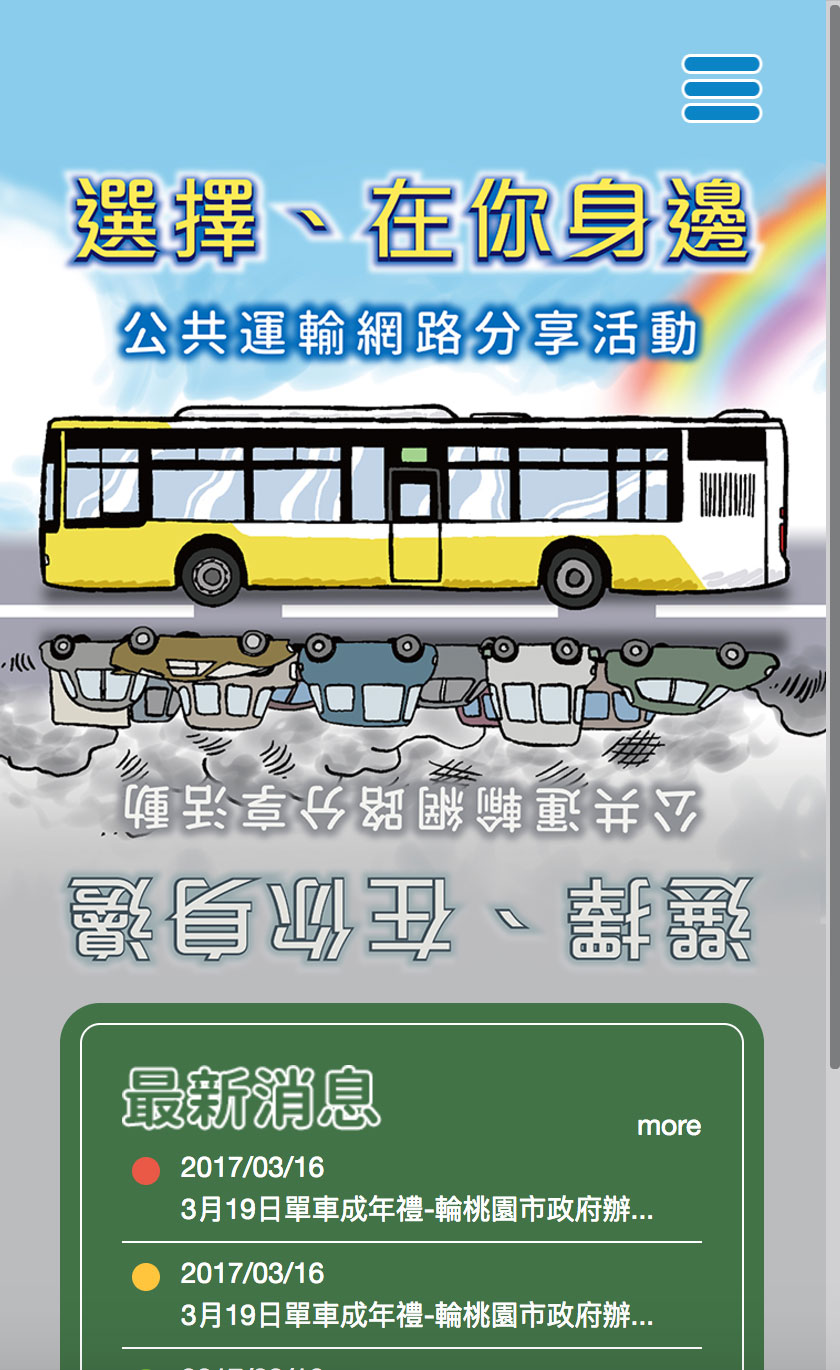 選擇、在你身邊
公共運輸網路分享活動
公共運輸網路分享活動
選擇、在你身邊
最新消息
more
2017/03/16
3月19日單車成年禮-輪桃園市政府辦...
2017/03/16
3月19日單車成年禮-輪桃園市政府辦...